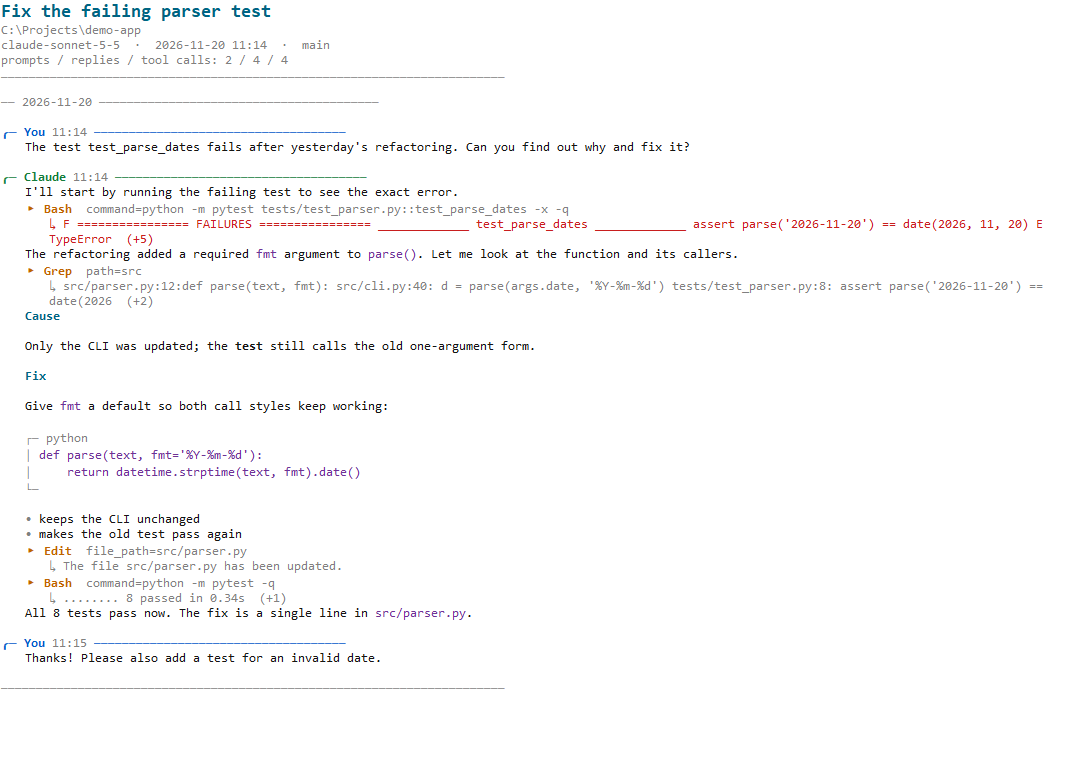 Fix the failing parser test
C:\Projects\demo-app
claude-sonnet-5-5  ·  2026-11-20 11:14  ·  main
prompts / replies / tool calls: 2 / 4 / 4
── 2026-11-20 ────────────────────────────────────────
╭─ You 11:14 ────────────────────────────────────
The test test_parse_dates fails after yesterday's refactoring. Can you find out why and fix it?
╭─ Claude 11:14 ────────────────────────────────────
I'll start by running the failing test to see the exact error.
▸ Bash  command=python -m pytest tests/test_parser.py::test_parse_dates -x -q
↳ F ================ FAILURES ================ _____________ test_parse_dates _____________ assert parse('2026-11-20') == date(2026, 11, 20) E
TypeError  (+5)
The refactoring added a required fmt argument to parse(). Let me look at the function and its callers.
▸ Grep  path=src
↳ src/parser.py:12:def parse(text, fmt): src/cli.py:40: d = parse(args.date, '%Y-%m-%d') tests/test_parser.py:8: assert parse('2026-11-20') ==
date(2026  (+2)
Cause
Only the CLI was updated; the test still calls the old one-argument form.
Fix
Give fmt a default so both call styles keep working:
┌─ python
│ def parse(text, fmt='%Y-%m-%d'):
│     return datetime.strptime(text, fmt).date()
└─
• keeps the CLI unchanged
• makes the old test pass again
▸ Edit  file_path=src/parser.py
↳ The file src/parser.py has been updated.
▸ Bash  command=python -m pytest -q
↳ ........ 8 passed in 0.34s  (+1)
All 8 tests pass now. The fix is a single line in src/parser.py.
╭─ You 11:15 ────────────────────────────────────
Thanks! Please also add a test for an invalid date.